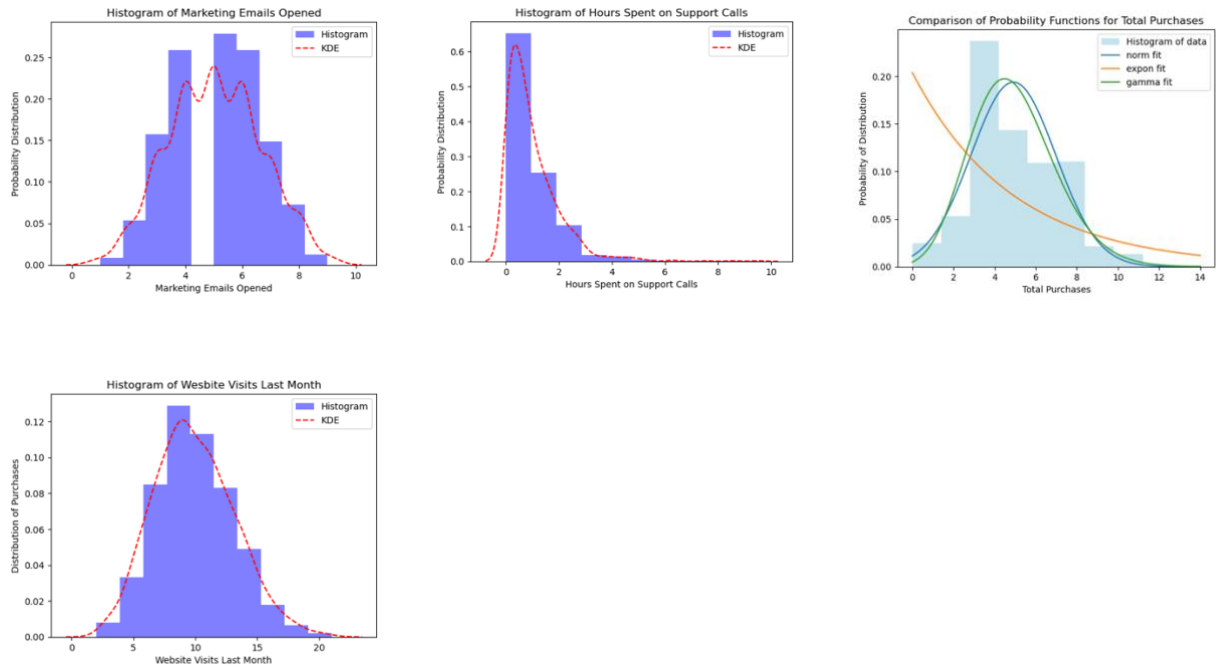 Histogram of Marketing Emails Opened
Histogram
KDE
0.25
0.20
0.15
0.10
0.05
0.00
Probability Distribution
0 2 4 6 8 10
Marketing Emails Opened
Histogram of Hours Spent on Support Calls
Histogram
KDE
0.6
0.5
0.4
0.3
0.2
0.1
0.0
Probability Distribution
0 2 4 6 8 10
Hours Spent on Support Calls
Comparison of Probability Functions for Total Purchases
Histogram of data
norm fit
expon fit
gamma fit
0.20
0.15
0.10
0.05
0.00
Probability of Distribution
0 2 4 6 8 10 12 14
Total Purchases
Histogram of Wesbite Visits Last Month
Histogram
KDE
0.12
0.10
0.08
0.06
0.04
0.02
0.00
Distribution of Purchases
0 5 10 15 20
Website Visits Last Month